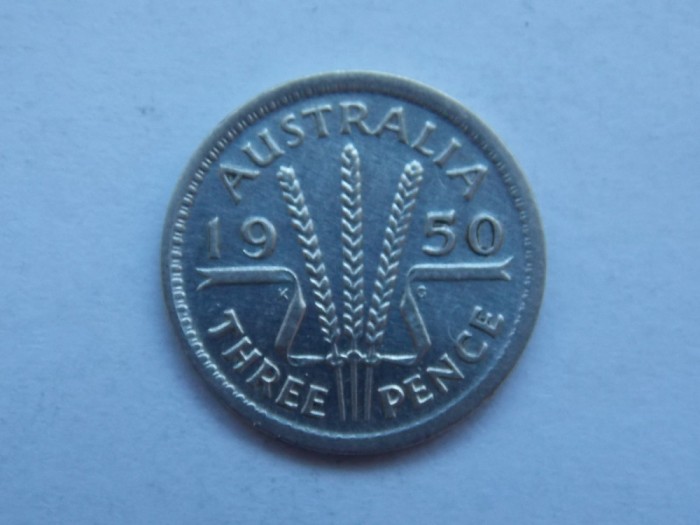 AUSTRALIA
19 50
K G
THREE PENCE